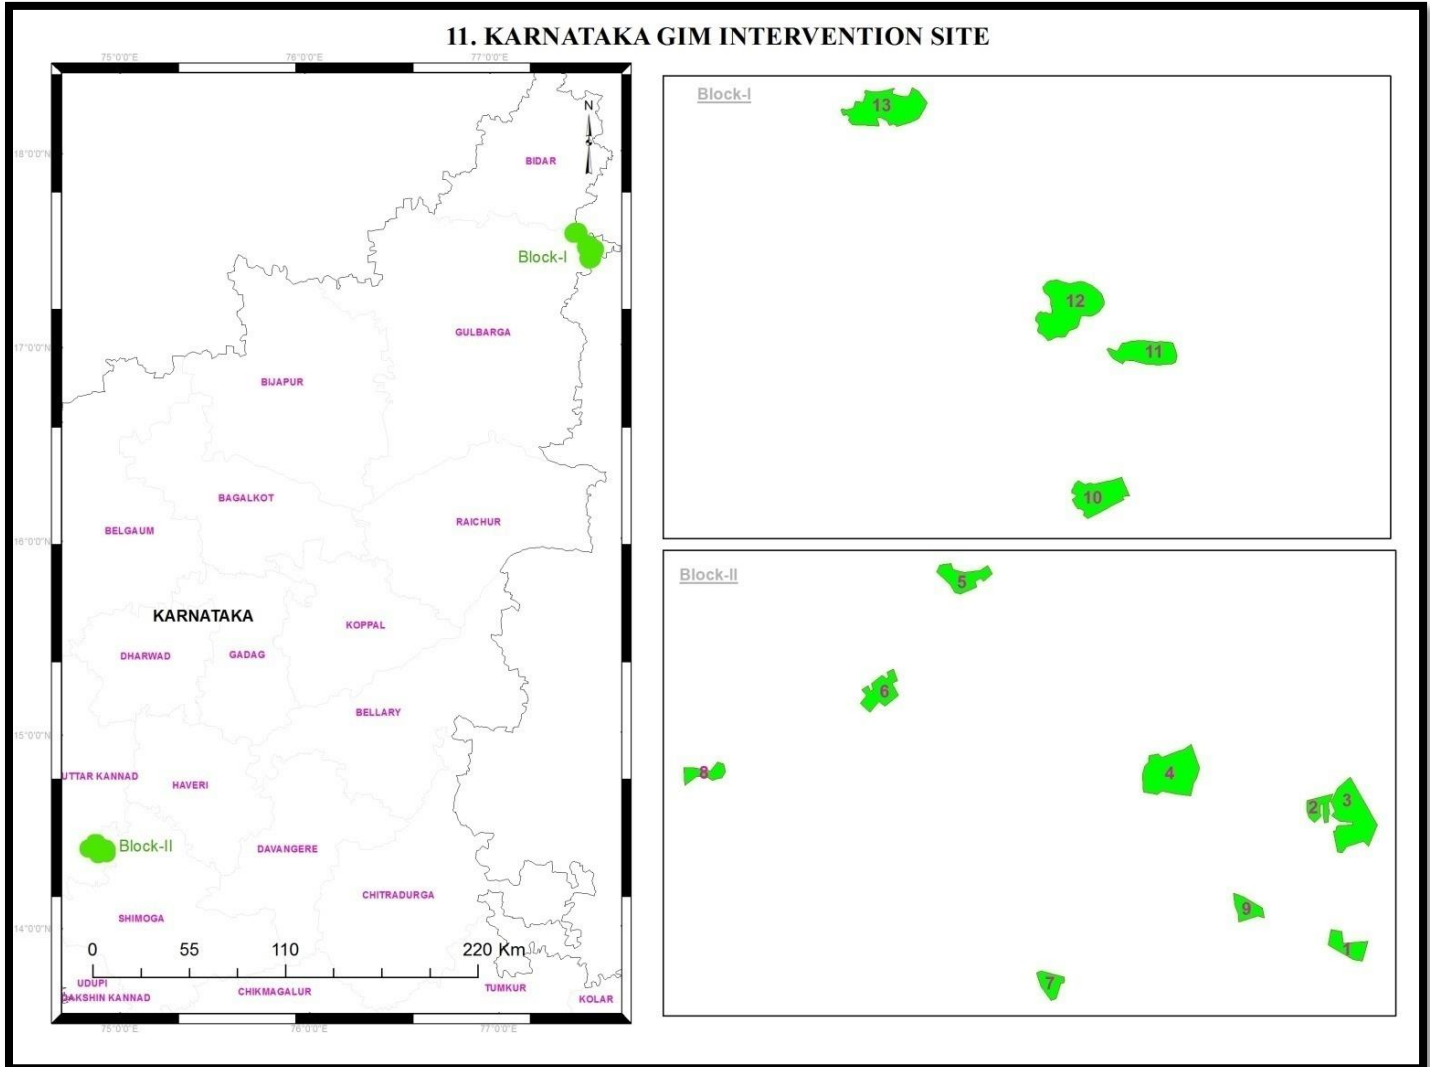 11. KARNATAKA GIM INTERVENTION SITE
75°0'0"E 76°0'0"E 77°0'0"E
N
18°0'0"N
BIDAR
Block-I
GULBARGA
17°0'0"N
BIJAPUR
BAGALKOT
RAICHUR
BELGAUM
16°0'0"N
KARNATAKA
KOPPAL
DHARWAD
GADAG
BELLARY
15°0'0"N
UTTAR KANNAD
HAVERI
Block-II
DAVANGERE
CHITRADURGA
SHIMOGA
14°0'0"N
0 55 110 220 Km
UDUPI
DAKSHIN KANNAD
CHIKMAGALUR
TUMKUR
KOLAR
75°0'0"E 76°0'0"E 77°0'0"E
Block-I
13
12
11
10
Block-II
5
6
8
4
2
3
9
1
7